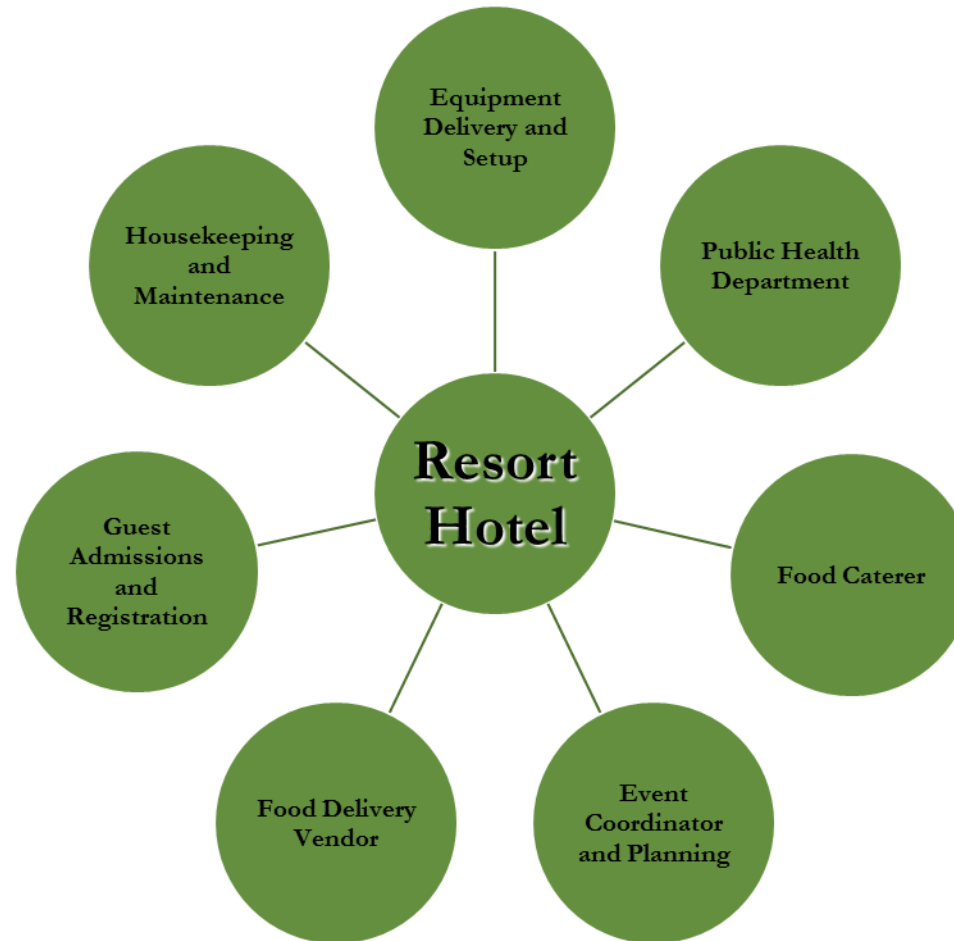 Equipment
Delivery and
Setup
Public Health
Department
Food Caterer
Event
Coordinator
and Planning
Food Delivery
Vendor
Guest
Admissions
and
Registration
Housekeeping
and
Maintenance
Resort
Hotel